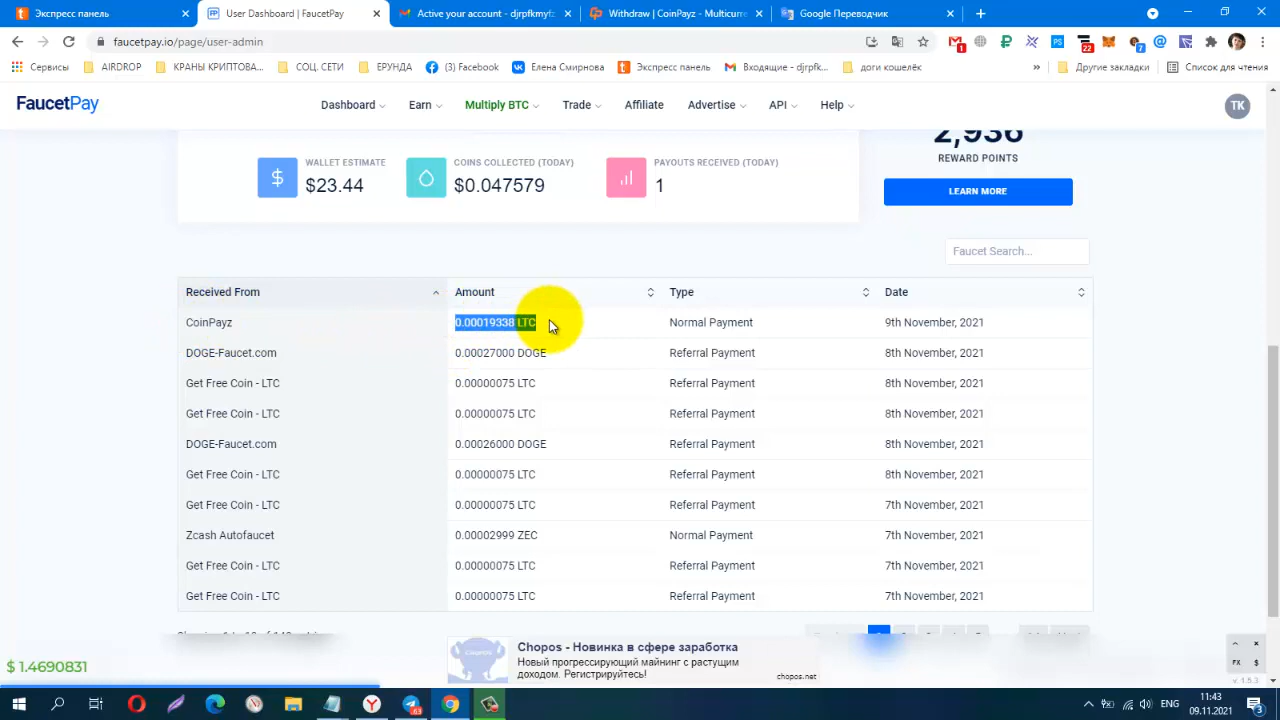 Экспресс панель
User Dashboard | FaucetPay
Active your account - djrpfkmyfz
Withdraw | CoinPayz - Multicurre
Google Переводчик
faucetpay.io/page/user-admin
1
22
7
Сервисы
AIRDROP
КРАНЫ КРИПТОВА...
СОЦ. СЕТИ
ЕРУНДА
(3) Facebook
Елена Смирнова
Экспресс панель
Входящие - djrpfk...
доги кошелёк
»
Другие закладки
Список для чтения
FaucetPay
Dashboard
Earn
Multiply BTC
Trade
Affiliate
Advertise
API
Help
TK
2,936
REWARD POINTS
LEARN MORE
WALLET ESTIMATE
$23.44
COINS COLLECTED (TODAY)
$0.047579
PAYOUTS RECEIVED (TODAY)
1
Faucet Search...
Received From Amount Type Date
CoinPayz 0.00019338 LTC Normal Payment 9th November, 2021
DOGE-Faucet.com 0.00027000 DOGE Referral Payment 8th November, 2021
Get Free Coin - LTC 0.00000075 LTC Referral Payment 8th November, 2021
Get Free Coin - LTC 0.00000075 LTC Referral Payment 8th November, 2021
DOGE-Faucet.com 0.00026000 DOGE Referral Payment 8th November, 2021
Get Free Coin - LTC 0.00000075 LTC Referral Payment 8th November, 2021
Get Free Coin - LTC 0.00000075 LTC Referral Payment 7th November, 2021
Zcash Autofaucet 0.00002999 ZEC Normal Payment 7th November, 2021
Get Free Coin - LTC 0.00000075 LTC Referral Payment 7th November, 2021
Get Free Coin - LTC 0.00000075 LTC Referral Payment 7th November, 2021
Chopos - Новинка в сфере заработка
Новый прогрессирующий майнинг с растущим
доходом. Регистрируйтесь!
chopos.net
$ 1.4690831
FX $
v. 1.5.3
63
ENG
11:43
09.11.2021
3